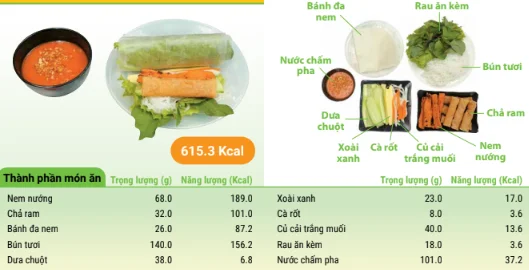 Bánh đa nem
Rau ăn kèm
Nước chấm pha
Bún tươi
Dưa chuột
Chả ram
Xoài xanh
Cà rốt
Củ cải trắng muối
Nem nướng
615.3 Kcal
Thành phần món ăn Trọng lượng (g) Năng lượng (Kcal)
Nem nướng 68.0 189.0
Chả ram 32.0 101.0
Bánh đa nem 26.0 87.2
Bún tươi 140.0 156.2
Dưa chuột 38.0 6.8
Trọng lượng (g) Năng lượng (Kcal)
Xoài xanh 23.0 17.0
Cà rốt 8.0 3.6
Củ cải trắng muối 40.0 13.6
Rau ăn kèm 18.0 3.6
Nước chấm pha 101.0 37.2